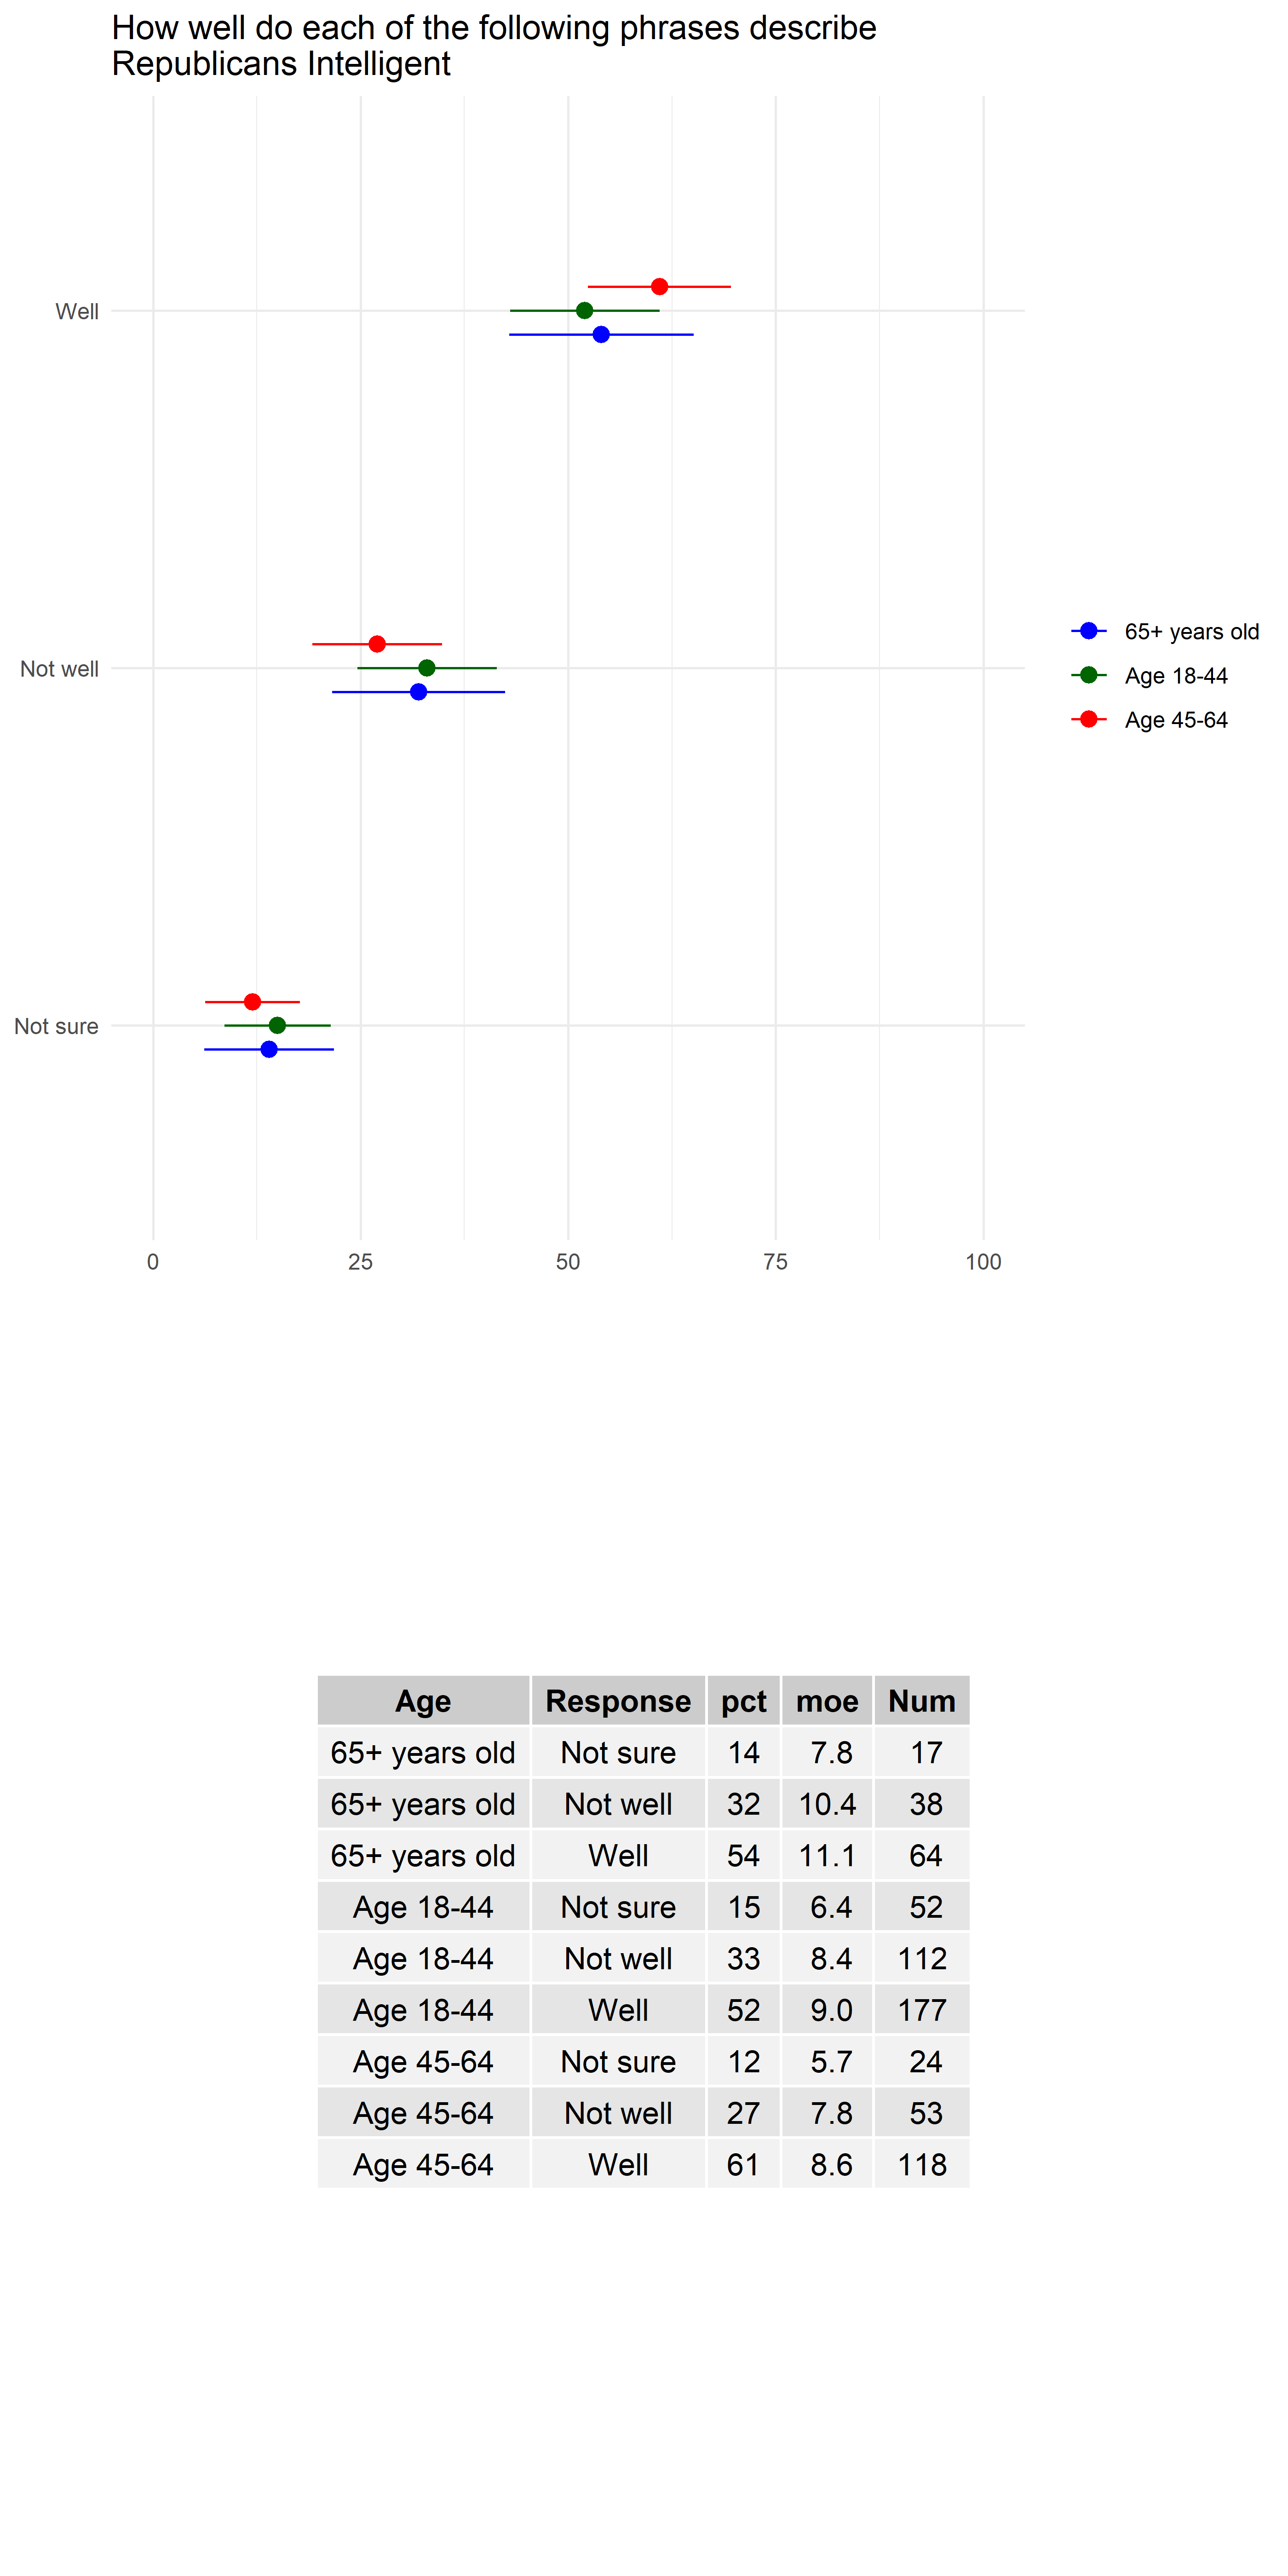 How well do each of the following phrases describe
Republicans Intelligent
Well
Not well
Not sure
0 25 50 75 100
65+ years old
Age 18-44
Age 45-64
Age Response pct moe Num
65+ years old Not sure 14 7.8 17
65+ years old Not well 32 10.4 38
65+ years old Well 54 11.1 64
Age 18-44 Not sure 15 6.4 52
Age 18-44 Not well 33 8.4 112
Age 18-44 Well 52 9.0 177
Age 45-64 Not sure 12 5.7 24
Age 45-64 Not well 27 7.8 53
Age 45-64 Well 61 8.6 118